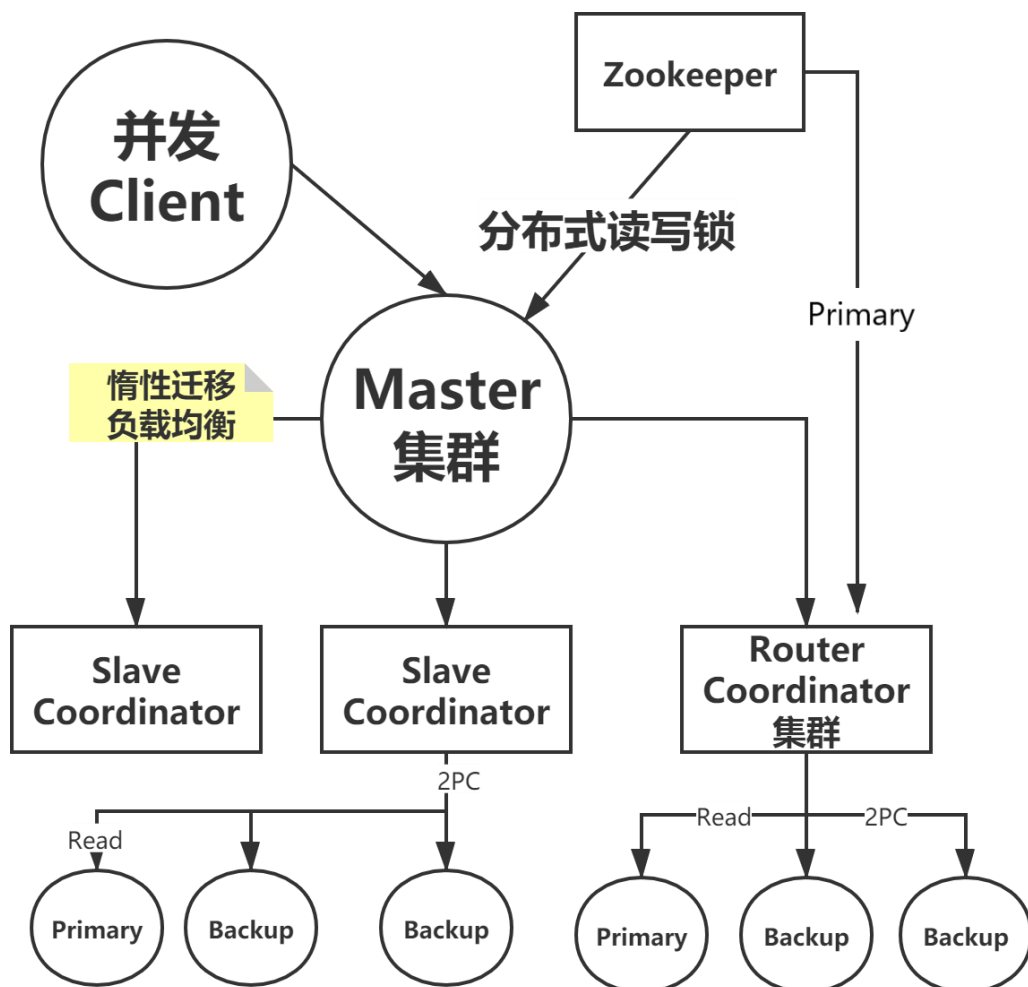 并发
Client
Zookeeper
分布式读写锁
Primary
惰性迁移
负载均衡
Master
集群
Slave
Coordinator
Slave
Coordinator
Router
Coordinator
集群
2PC
Read
Read
2PC
Primary
Backup
Backup
Primary
Backup
Backup